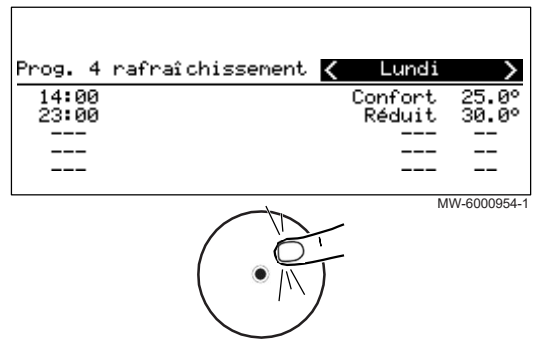 Prog. 4 rafraîchissement < Lundi >
14:00 Confort 25.0°
23:00 Réduit 30.0°
--- --- --
--- --- --
--- --- --
MW-6000954-1